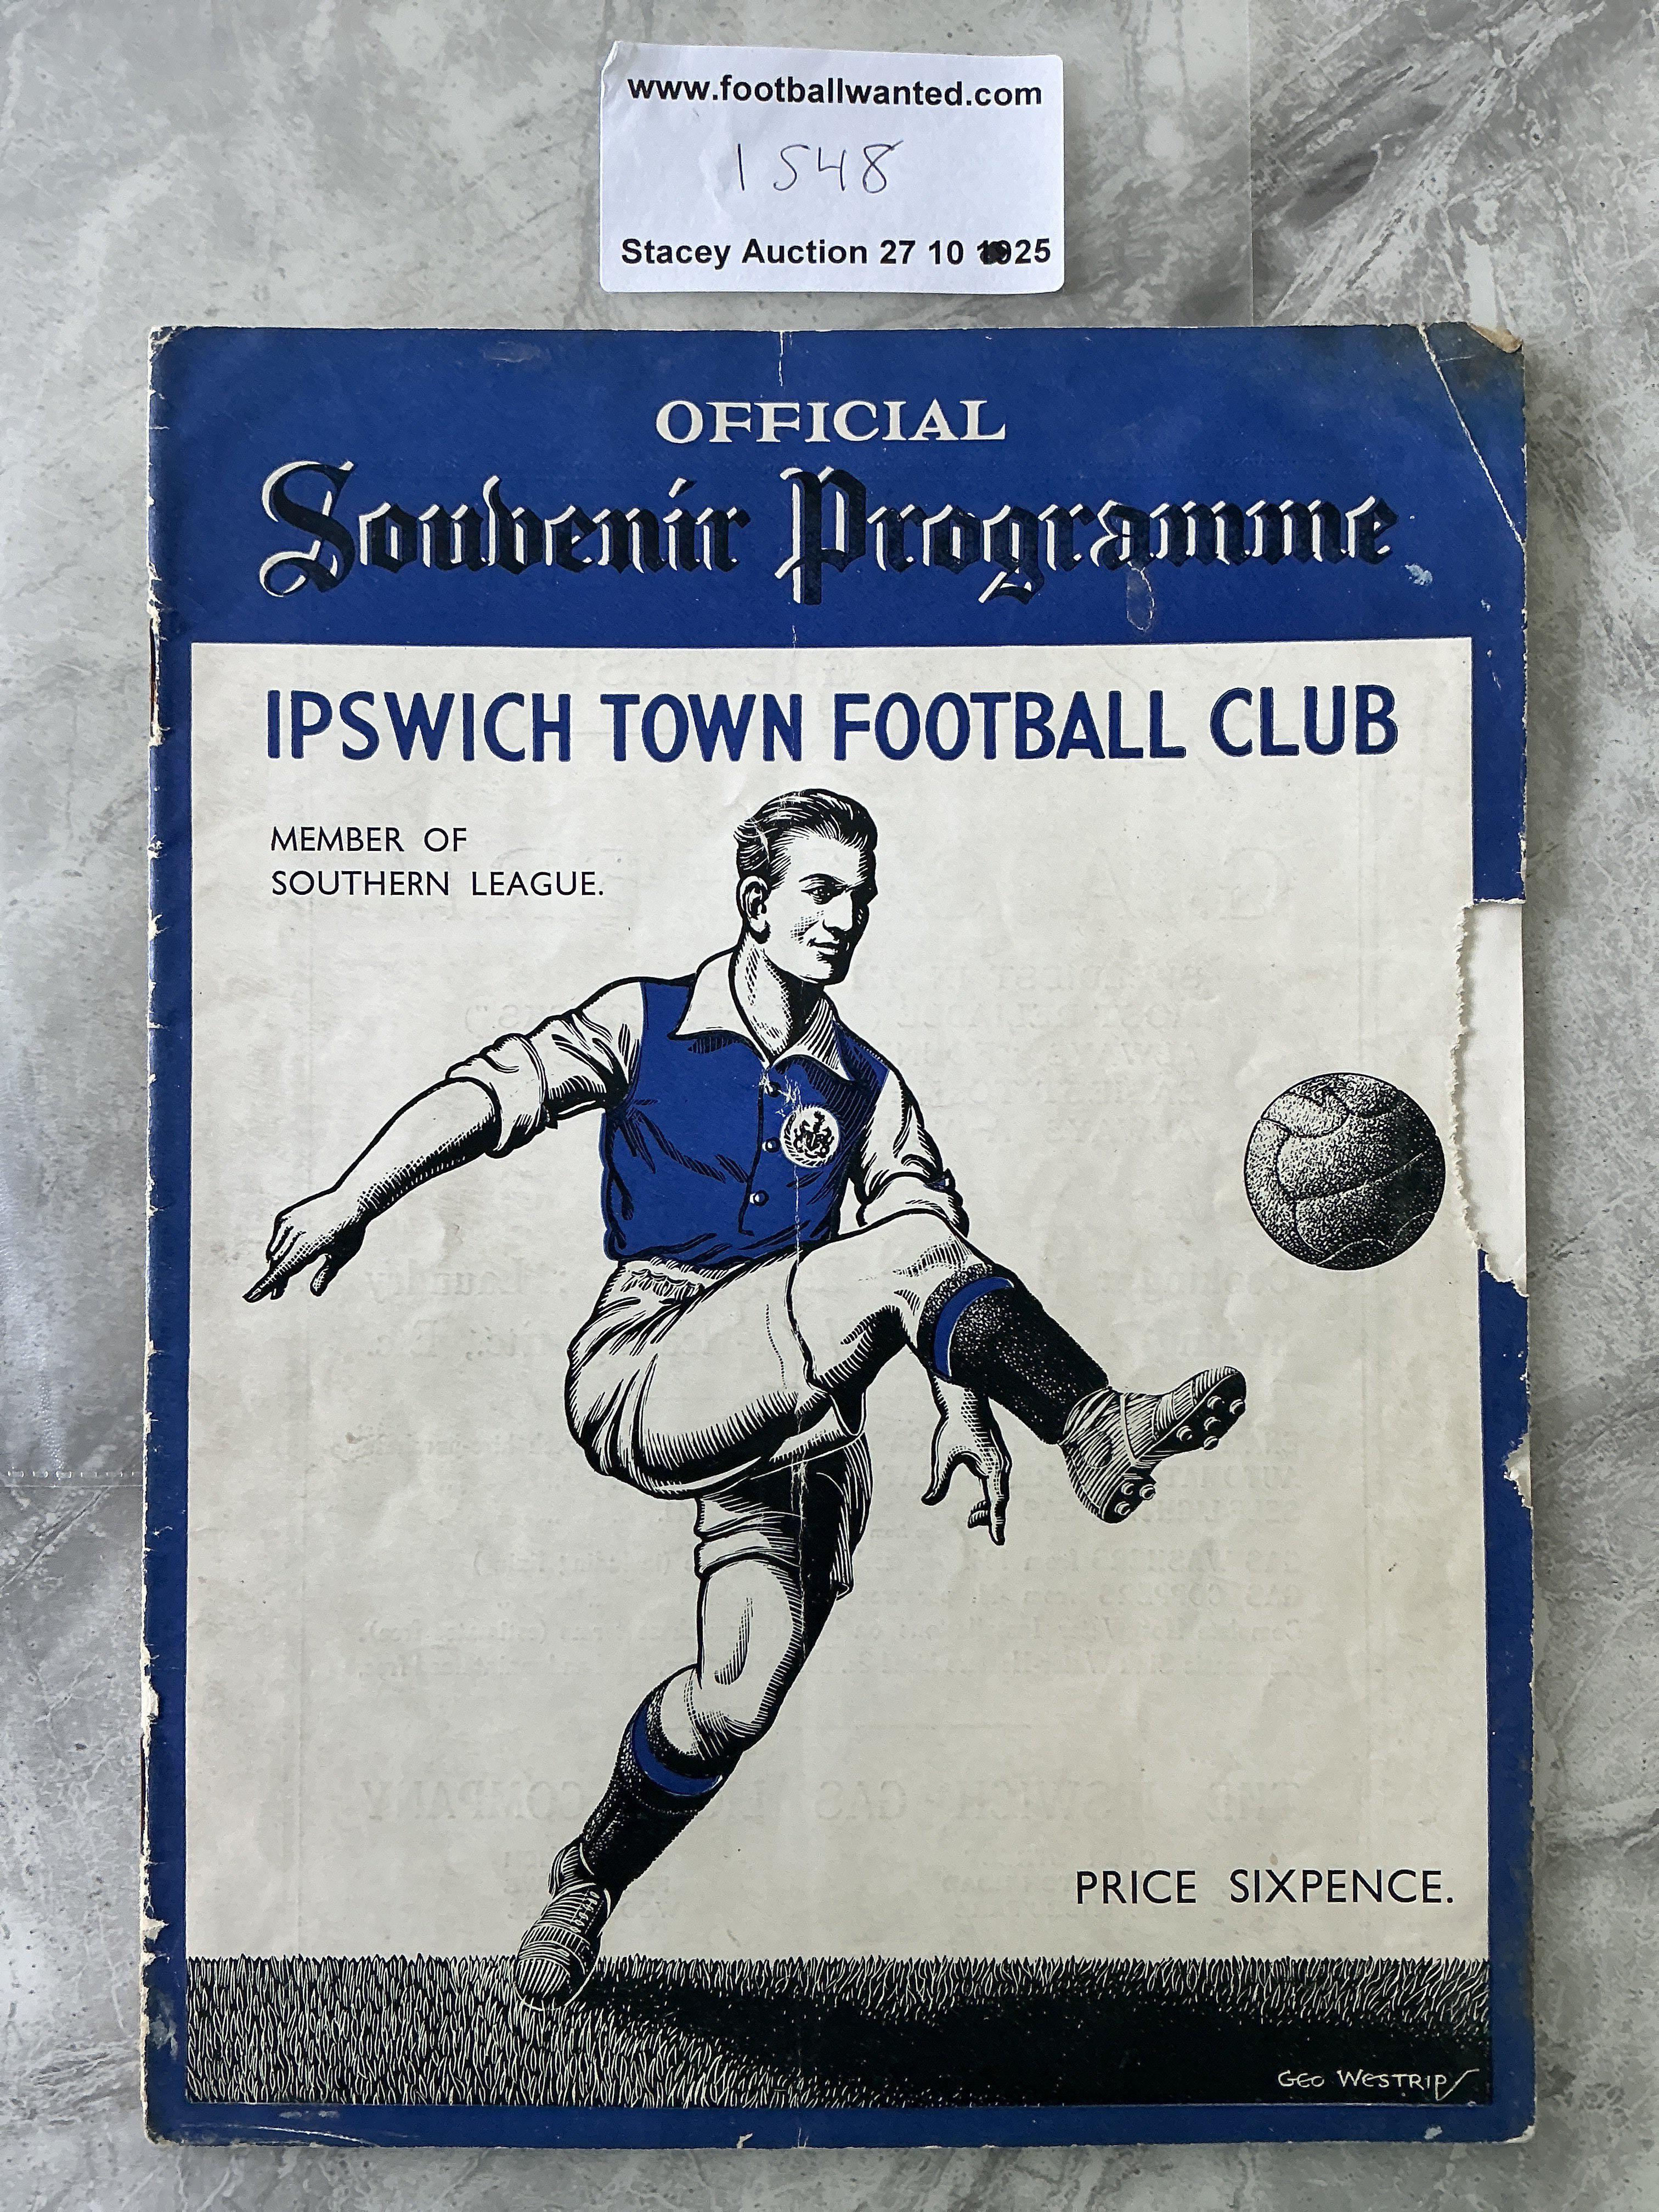 www.footballwanted.com
1548
Stacey Auction 27 10 1925
OFFICIAL
Souvenir Programme
IPSWICH TOWN FOOTBALL CLUB
MEMBER OF
SOUTHERN LEAGUE.
PRICE SIXPENCE.
GEO WESTRIP